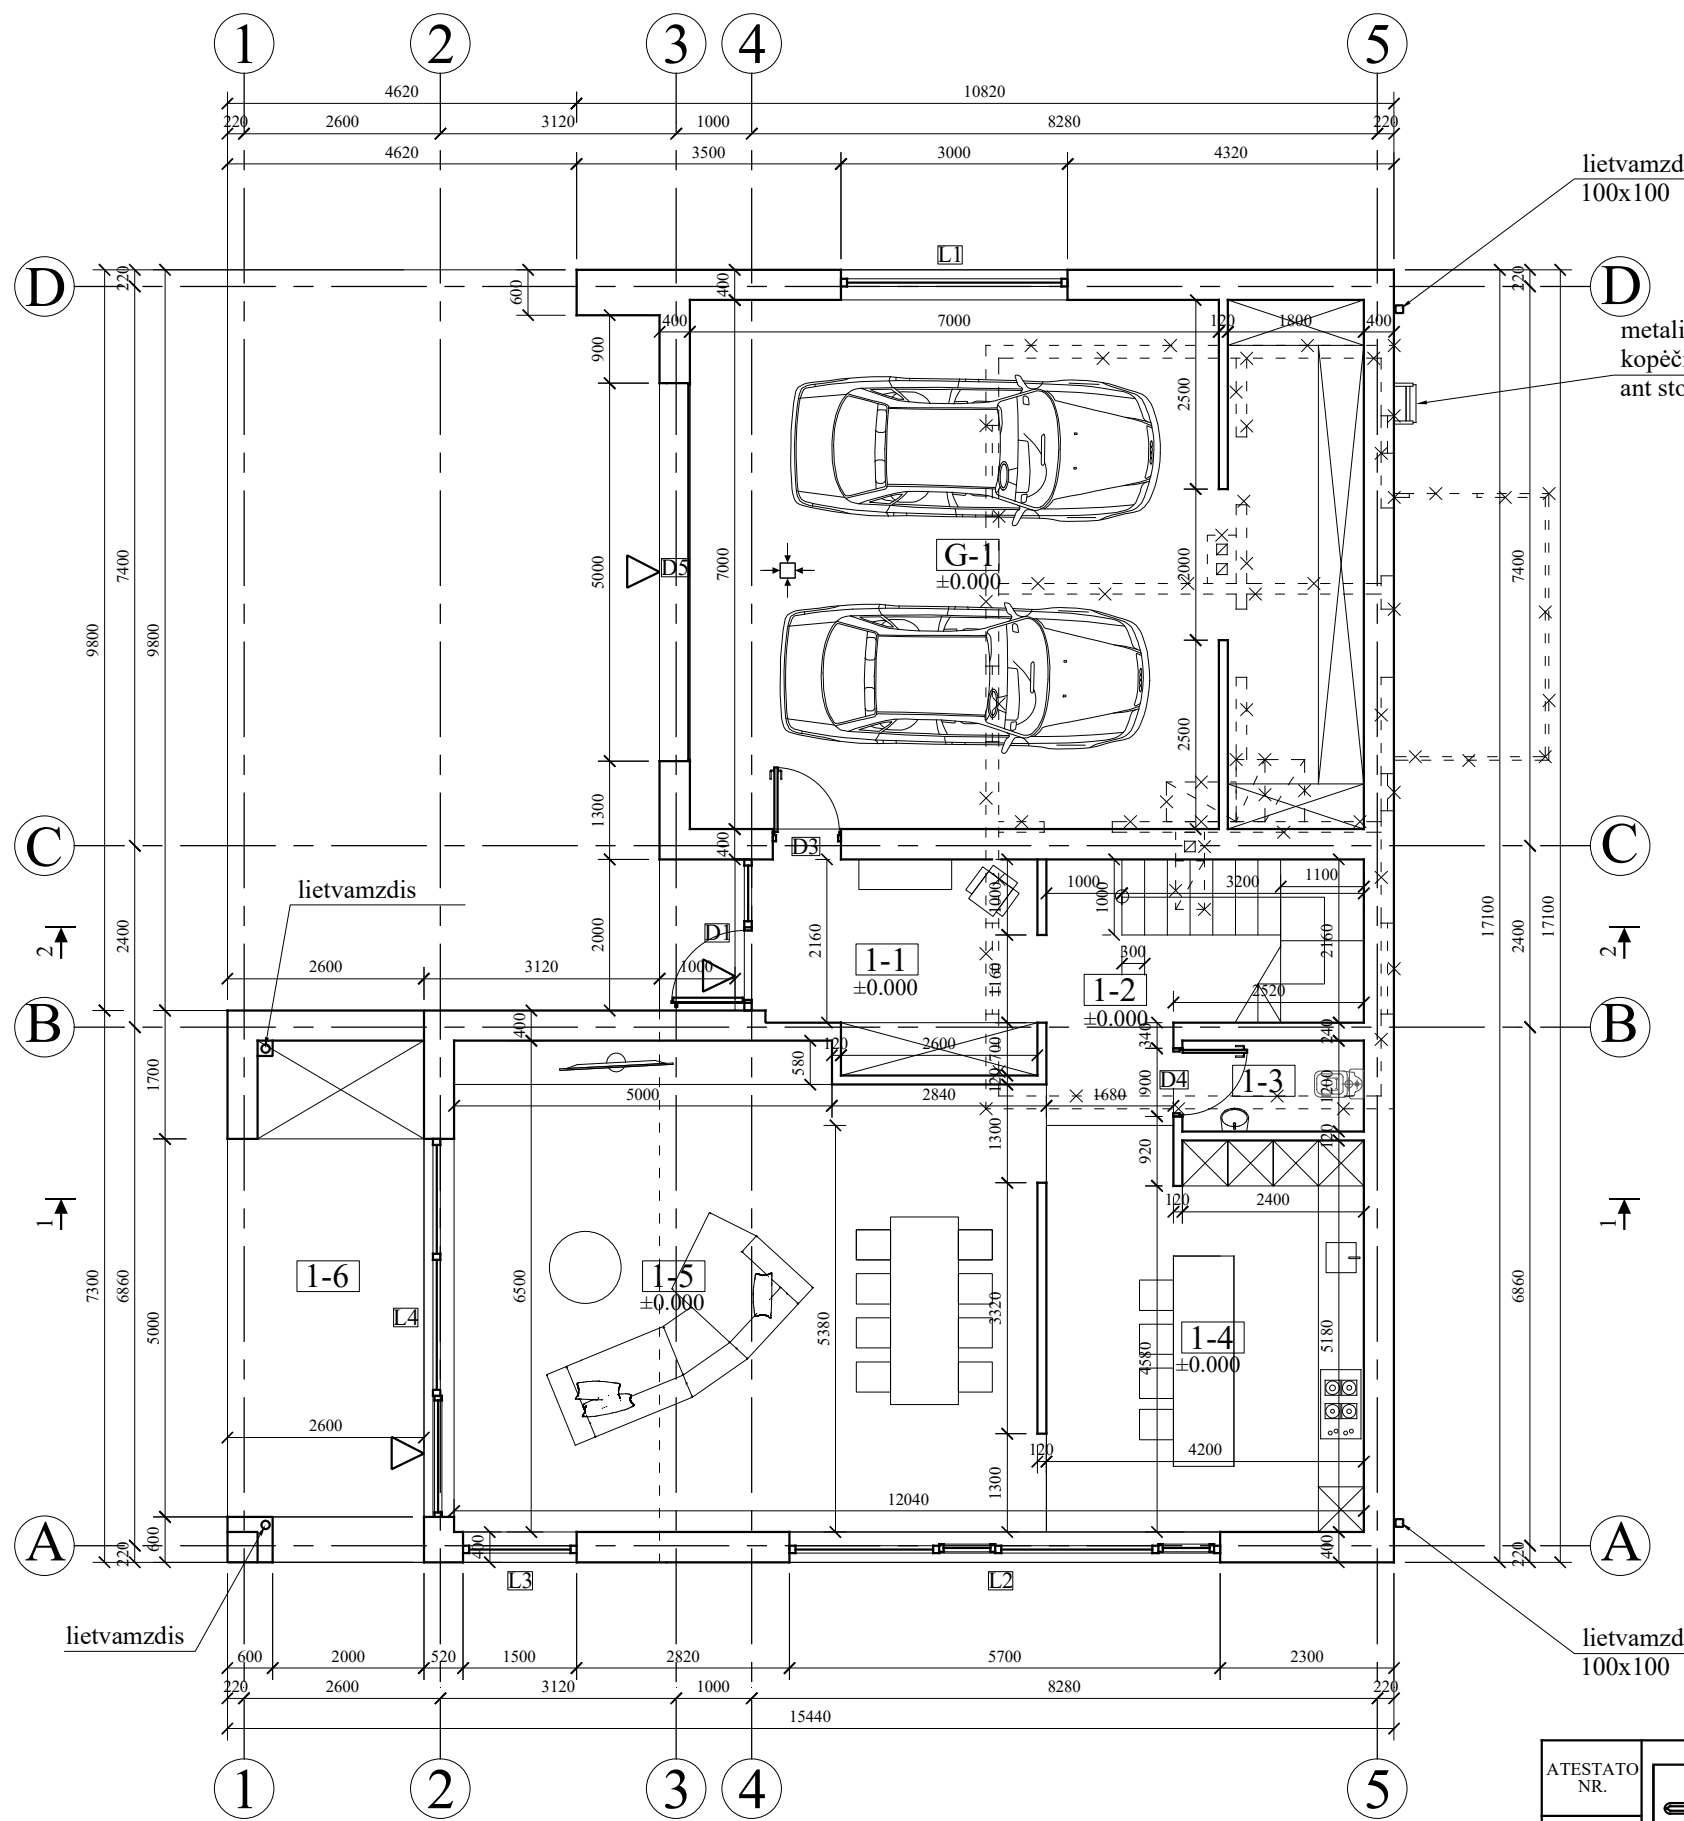 1 2 3 4 5
4620 10820
220 2600 3120 1000 8280 220
4620 3500 3000 4320
lietvamzd
100x100
L1
D 220 600 400 220 D
400 7000 120 1800 400
metali
kopėči
ant sto
900 2500
7400 5000 D5 7000 G-1 2000 7400
±0.000
9800 9800
2500
1300
C 400 D3 C
lietvamzdis
1000 1000 1000 3200 1100
2 2400 2000 D1 2160 1-1 1160 300 2160 17100 2400 17100 2
±0.000
2600 3120 1000
1-2 2520
±0.000
B 400 340 240 B
1700 580 120 2600 700 120 900 D4 1-3 1200
5000 2840 1680
1300 920 120
120 2400
1 1
7300 6860 5000 1-6 L4 6500 1-5 5380 3320 4580 1-4 5180 6860
±0.000 ±0.000
2600
120 4200
1300
12040
A 600 220 400 400 220 A
L3 L2
lietvamzdis
lietvamzd
100x100
600 2000 520 1500 2820 5700 2300
220 2600 3120 1000 8280 220
15440
ATESTATO
NR.
1 2 3 4 5